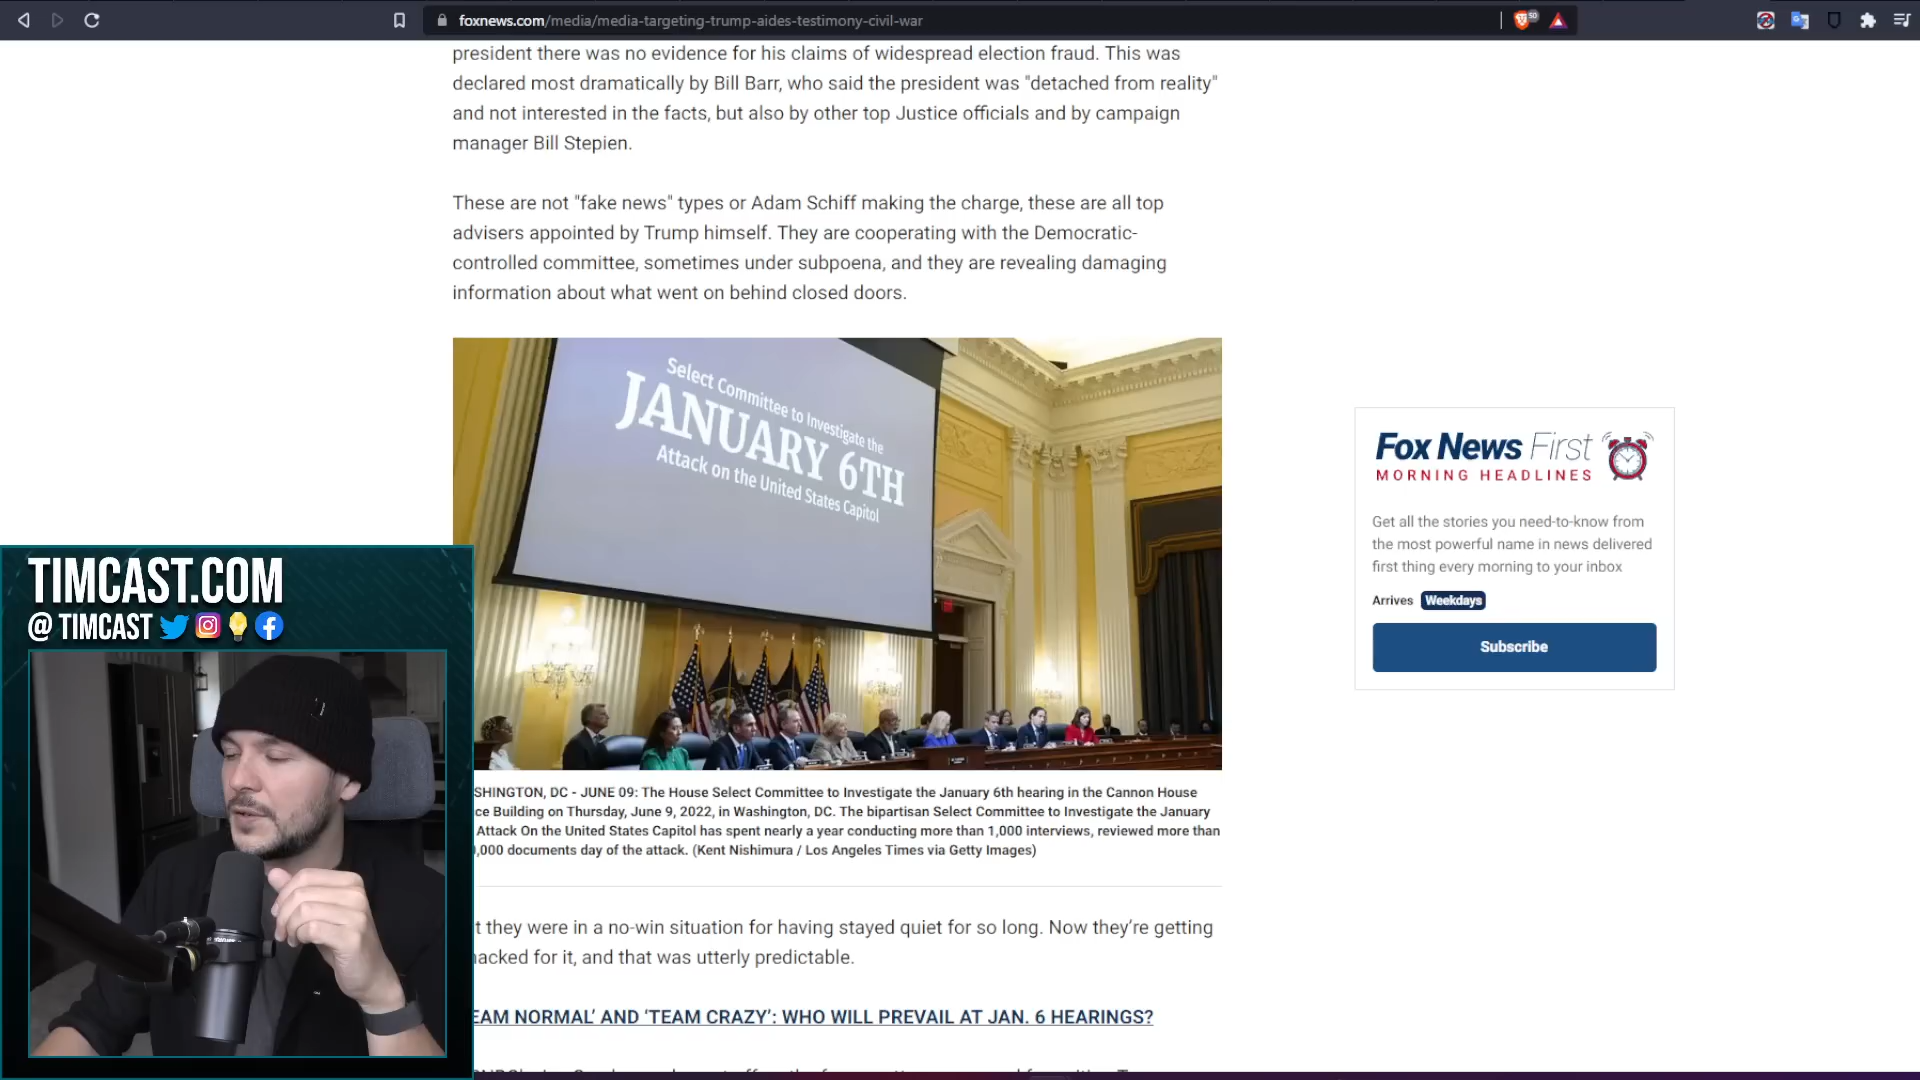 foxnews.com/media/media-targeting-trump-aides-testimony-civil-war
50
president there was no evidence for his claims of widespread election fraud. This was
declared most dramatically by Bill Barr, who said the president was "detached from reality"
and not interested in the facts, but also by other top Justice officials and by campaign
manager Bill Stepien.
These are not "fake news" types or Adam Schiff making the charge, these are all top
advisers appointed by Trump himself. They are cooperating with the Democratic-
controlled committee, sometimes under subpoena, and they are revealing damaging
information about what went on behind closed doors.
Select Committee to Investigate the
JANUARY 6TH
Attack on the United States Capitol
Fox News First
MORNING HEADLINES
Get all the stories you need-to-know from
the most powerful name in news delivered
first thing every morning to your inbox
Arrives Weekdays
Subscribe
TIMCAST.COM
@ TIMCAST
SHINGTON, DC - JUNE 09: The House Select Committee to Investigate the January 6th hearing in the Cannon House
ce Building on Thursday, June 9, 2022, in Washington, DC. The bipartisan Select Committee to Investigate the January
Attack On the United States Capitol has spent nearly a year conducting more than 1,000 interviews, reviewed more than
,000 documents day of the attack. (Kent Nishimura / Los Angeles Times via Getty Images)
t they were in a no-win situation for having stayed quiet for so long. Now they’re getting
acked for it, and that was utterly predictable.
EAM NORMAL’ AND ‘TEAM CRAZY’: WHO WILL PREVAIL AT JAN. 6 HEARINGS?